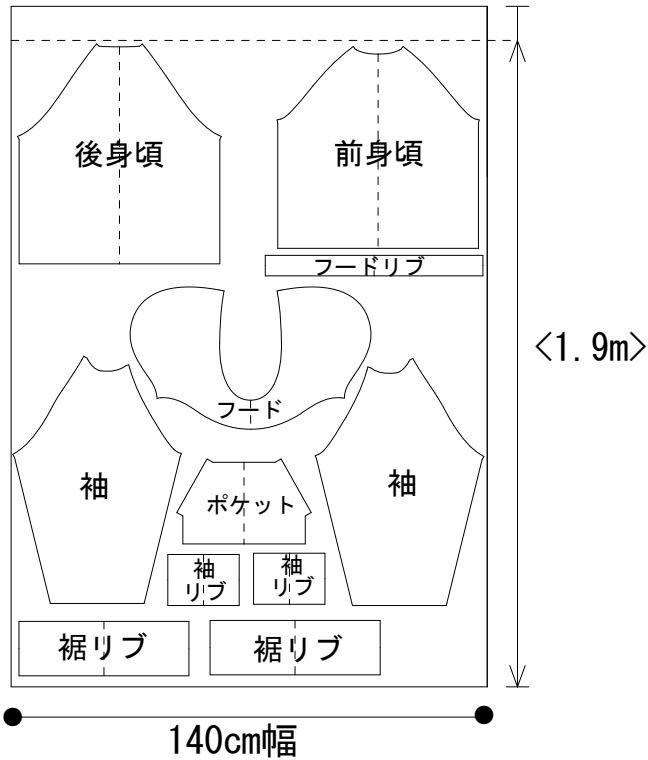 後身頃
前身頃
フードリブ
<1.9m>
フード
袖
袖
ポケット
袖
リブ
袖
リブ
裾リブ
裾リブ
140cm幅